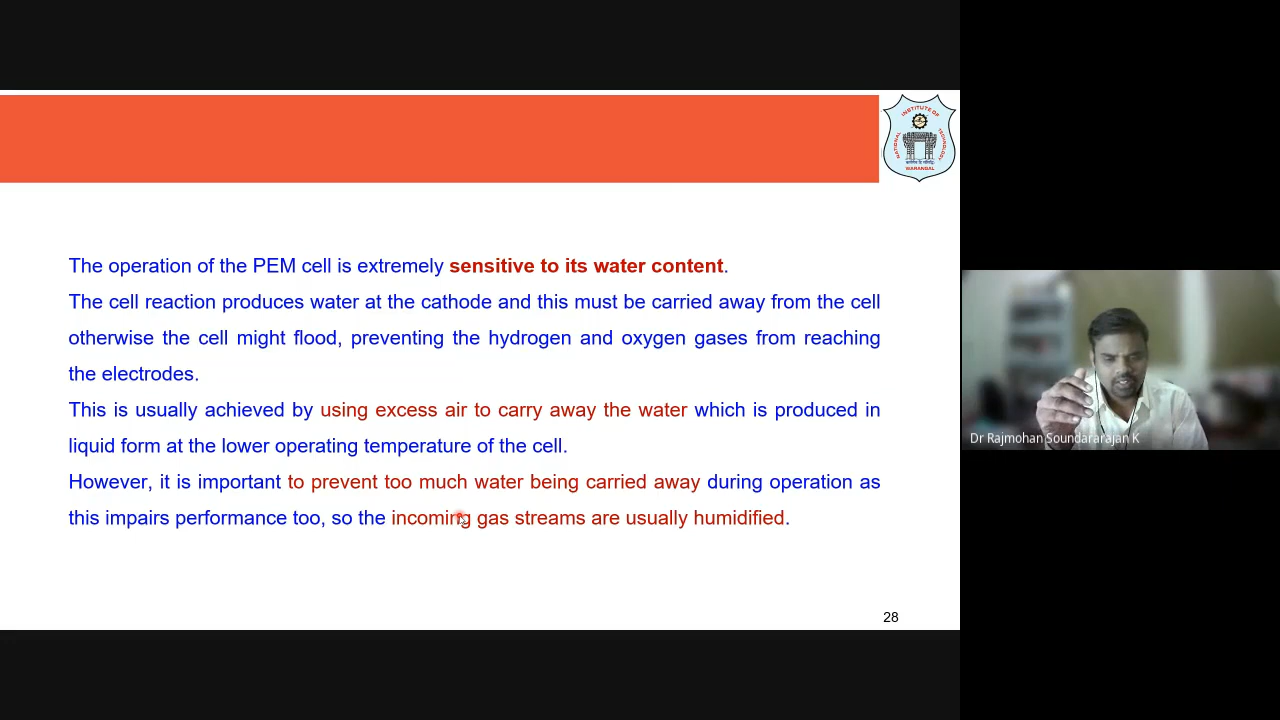 NATIONAL INSTITUTE OF TECHNOLOGY
WARANGAL
The operation of the PEM cell is extremely sensitive to its water content.
The cell reaction produces water at the cathode and this must be carried away from the cell
otherwise the cell might flood, preventing the hydrogen and oxygen gases from reaching
the electrodes.
This is usually achieved by using excess air to carry away the water which is produced in
liquid form at the lower operating temperature of the cell.
However, it is important to prevent too much water being carried away during operation as
this impairs performance too, so the incoming gas streams are usually humidified.
28
Dr Rajmohan Soundararajan K